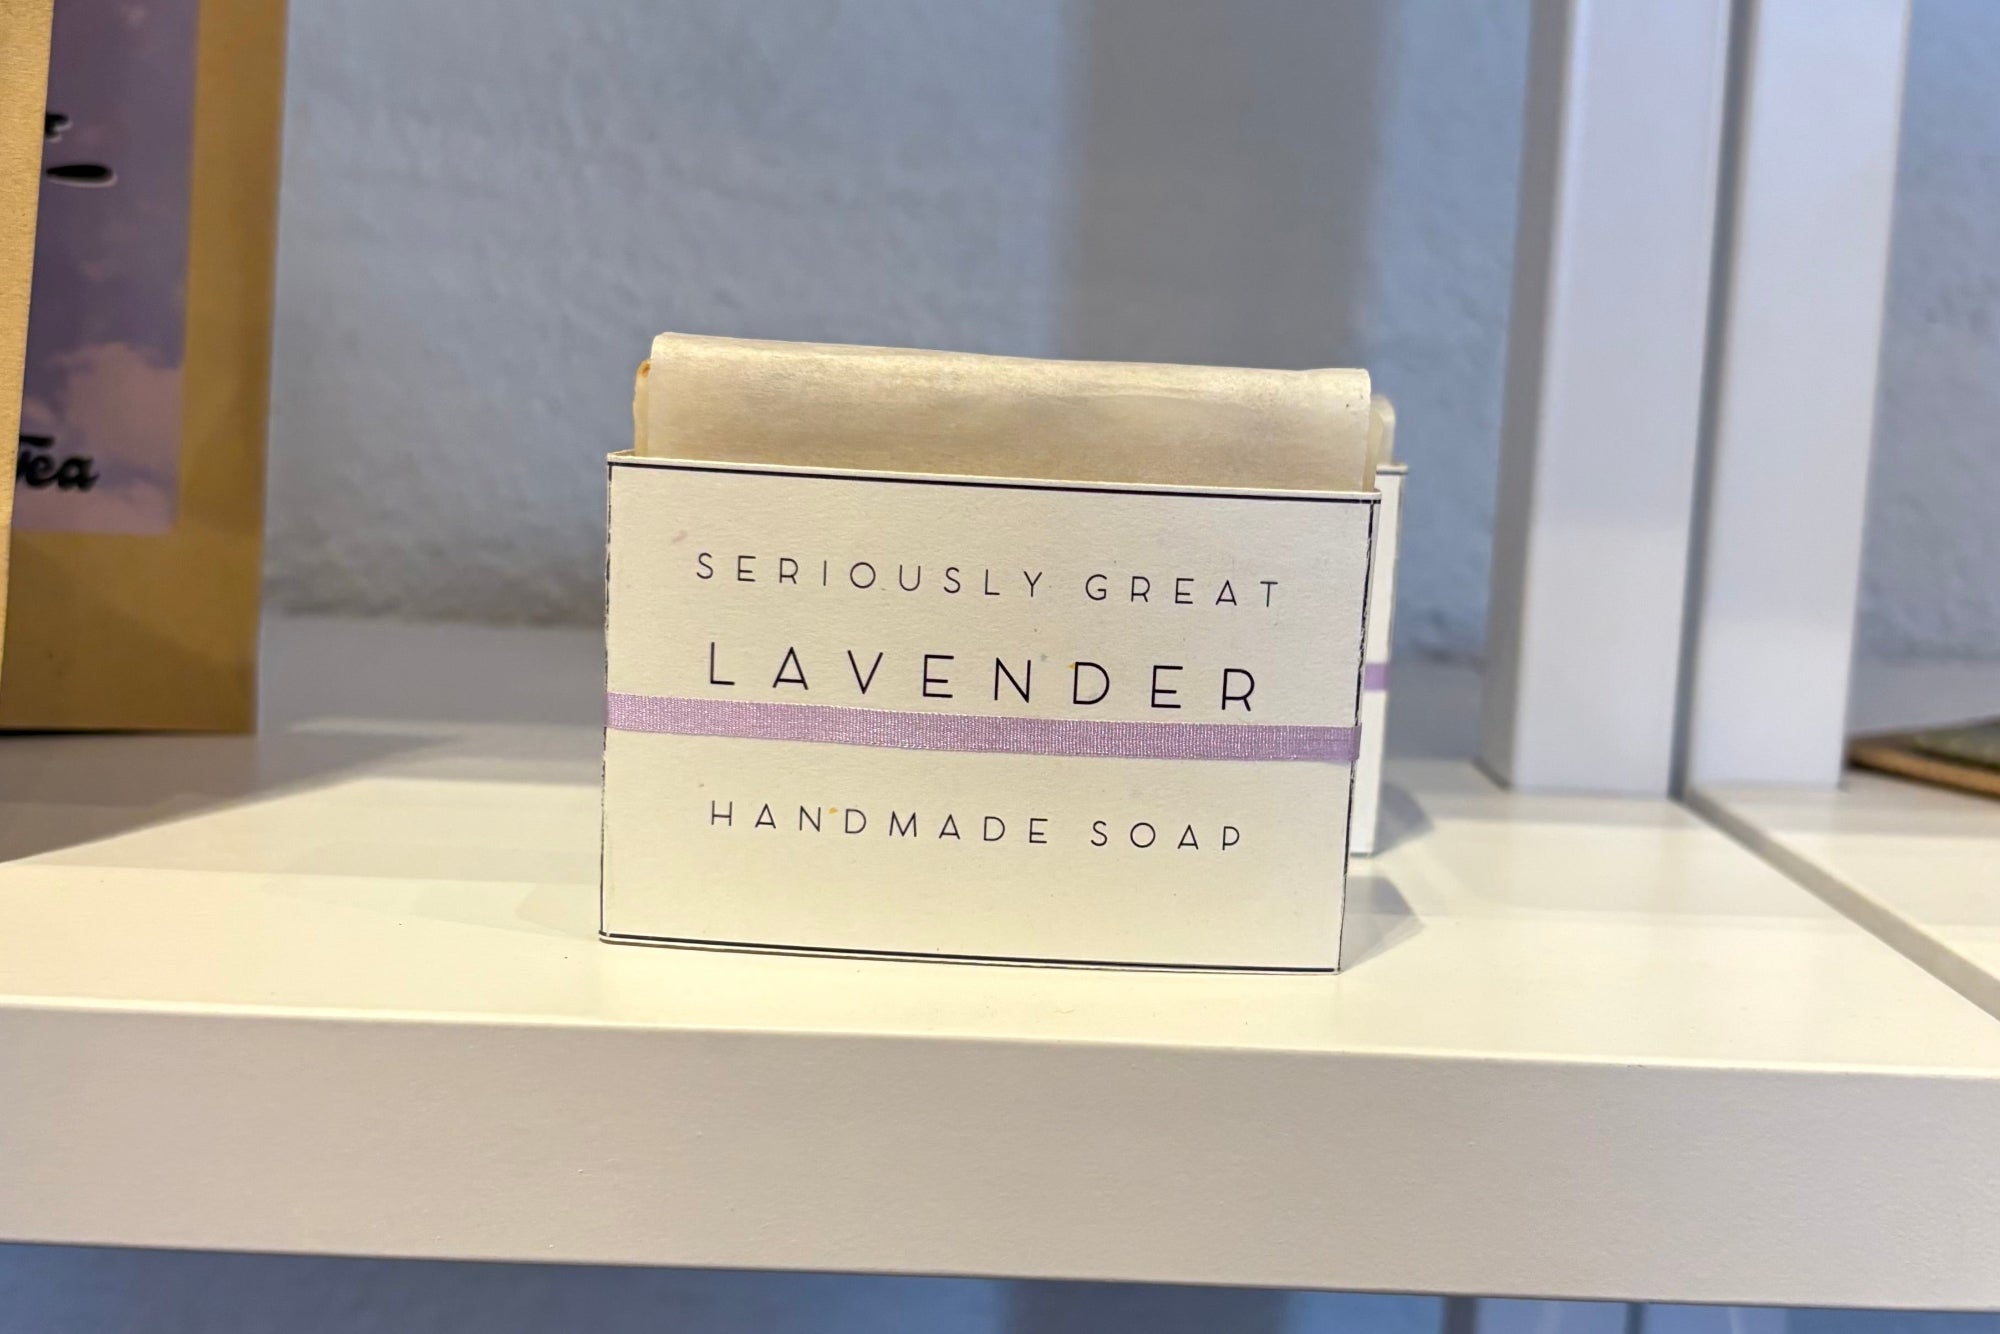 SERIOUSLY GREAT
LAVENDER
HANDMADE SOAP
Tea